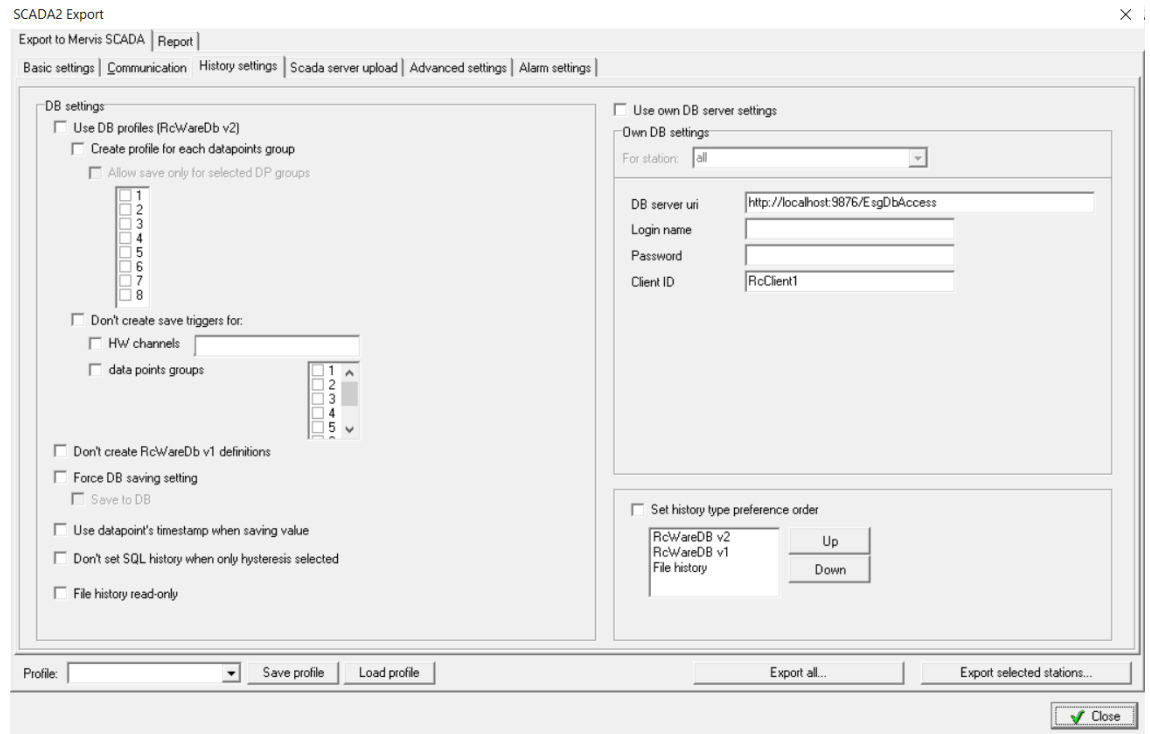 SCADA2 Export
Export to Mervis SCADA
Report
Basic settings
Communication
History settings
Scada server upload
Advanced settings
Alarm settings
DB settings
Use DB profiles (RcWareDb v2)
Create profile for each datapoints group
Allow save only for selected DP groups
1
2
3
4
5
6
7
8
Don't create save triggers for:
HW channels
data points groups
1
2
3
4
5
Don't create RcWareDb v1 definitions
Force DB saving setting
Save to DB
Use datapoint's timestamp when saving value
Don't set SQL history when only hysteresis selected
File history read-only
Use own DB server settings
Own DB settings
For station: all
DB server uri http://localhost:9876/EsgDbAccess
Login name
Password
Client ID RcClient1
Set history type preference order
RcWareDB v2
RcWareDB v1
File history
Up
Down
Profile:
Save profile
Load profile
Export all...
Export selected stations...
Close